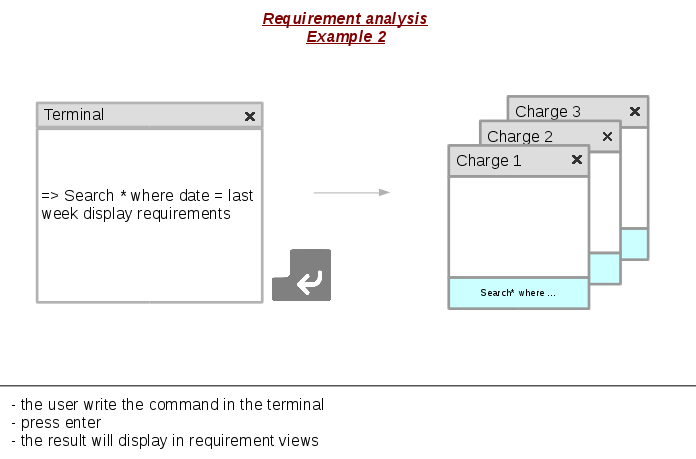 Requirement analysis
Example 2
Terminal
=> Search * where date = last
week display requirements
Charge 3
Charge 2
Charge 1
Search* where ...
- the user write the command in the terminal
- press enter
- the result will display in requirement views